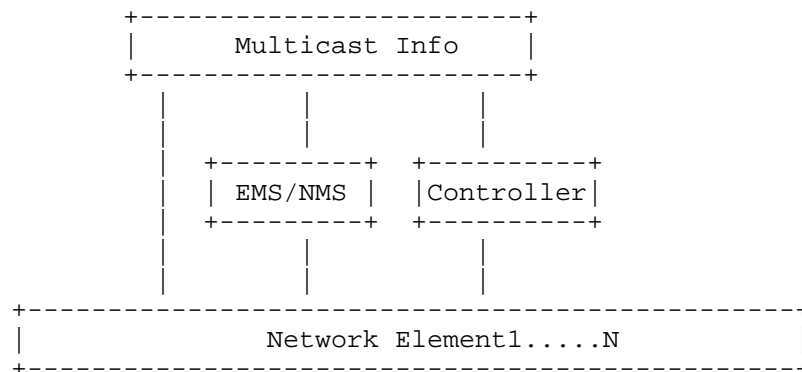 Multicast Info
EMS/NMS Controller
Network Element1.....N